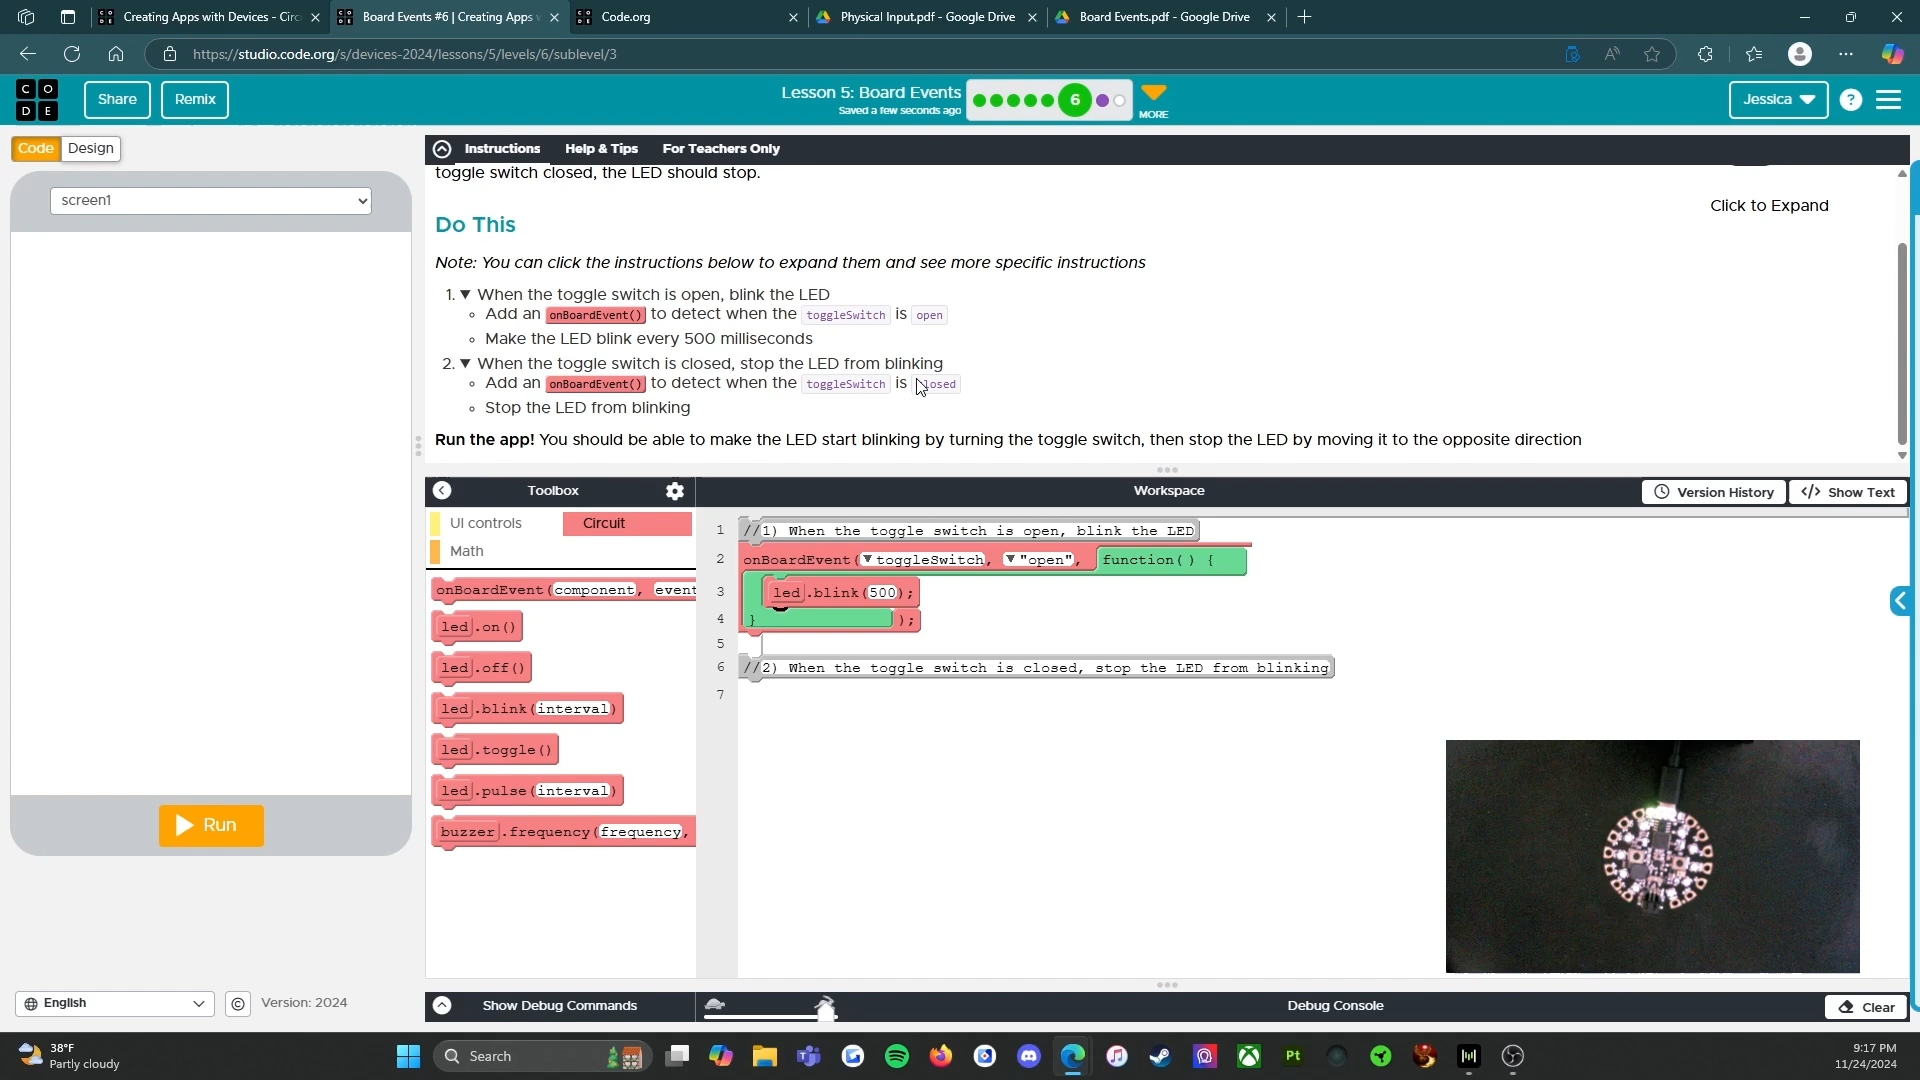 Creating Apps with Devices - Circ
Board Events #6 | Creating Apps w
Code.org
Physical Input.pdf - Google Drive
Board Events.pdf - Google Drive
https://studio.code.org/s/devices-2024/lessons/5/levels/6/sublevel/3
C O
D E
Share
Remix
Lesson 5: Board Events
Saved a few seconds ago
6
MORE
Jessica
?
Code
Design
Instructions
Help & Tips
For Teachers Only
screen1
toggle switch closed, the LED should stop.
Click to Expand
Do This
Note: You can click the instructions below to expand them and see more specific instructions
1. ▼ When the toggle switch is open, blink the LED
Add an onBoardEvent() to detect when the toggleSwitch is open
Make the LED blink every 500 milliseconds
2. ▼ When the toggle switch is closed, stop the LED from blinking
Add an onBoardEvent() to detect when the toggleSwitch is closed
Stop the LED from blinking
Run the app! You should be able to make the LED start blinking by turning the toggle switch, then stop the LED by moving it to the opposite direction
Toolbox
Workspace
Version History
</> Show Text
UI controls
Circuit
Math
onBoardEvent(component, event
led.on()
led.off()
led.blink(interval)
led.toggle()
led.pulse(interval)
buzzer.frequency(frequency,
1 //1) When the toggle switch is open, blink the LED
2 onBoardEvent(▼toggleSwitch, ▼"open", function( ) {
3 led.blink(500);
4 } );
5
6 //2) When the toggle switch is closed, stop the LED from blinking
7
Run
English
©
Version: 2024
Show Debug Commands
Debug Console
Clear
38°F
Partly cloudy
Search
Pt
9:17 PM
11/24/2024